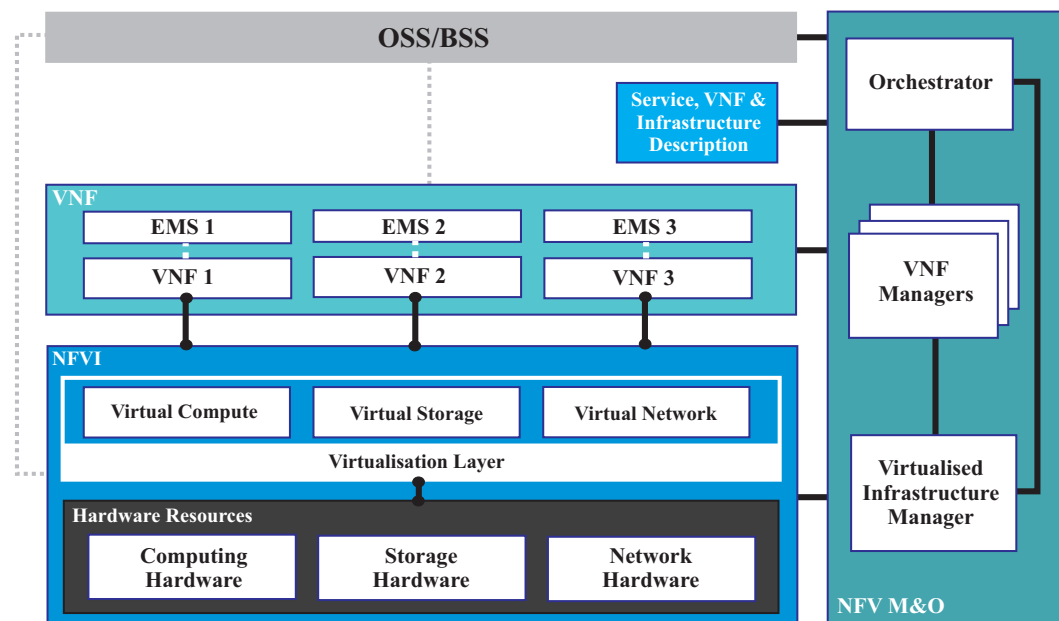 OSS/BSS
Orchestrator
Service, VNF &
Infrastructure
Description
VNF
EMS 1
EMS 2
EMS 3
VNF 1
VNF 2
VNF 3
VNF
Managers
NFVI
Virtual Compute
Virtual Storage
Virtual Network
Virtualisation Layer
Virtualised
Infrastructure
Manager
Hardware Resources
Computing
Hardware
Storage
Hardware
Network
Hardware
NFV M&O